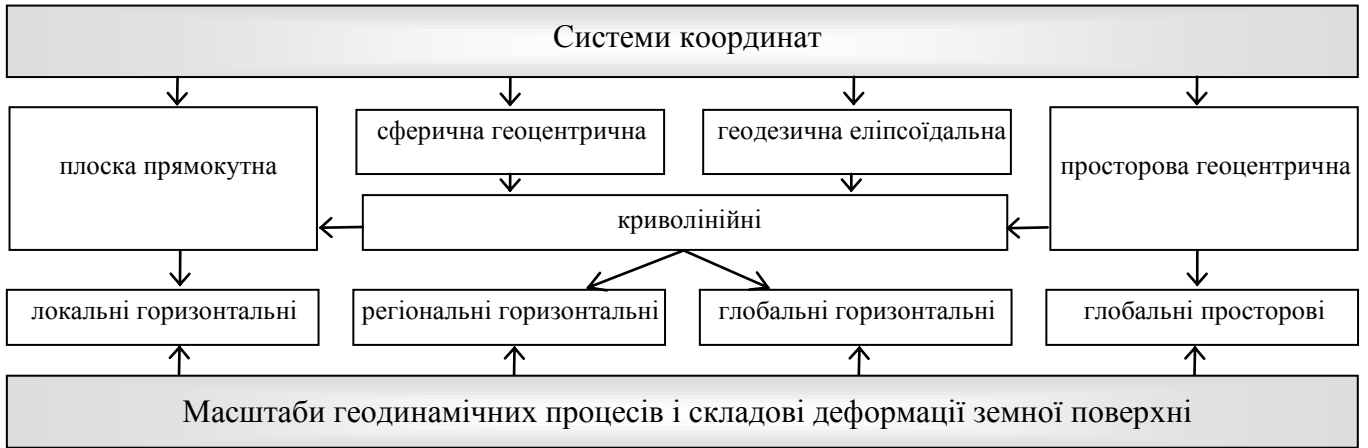 Системи координат
плоска прямокутна
сферична геоцентрична
геодезична еліпсоїдальна
просторова геоцентрична
криволінійні
локальні горизонтальні
регіональні горизонтальні
глобальні горизонтальні
глобальні просторові
Масштаби геодинамічних процесів і складові деформації земної поверхні